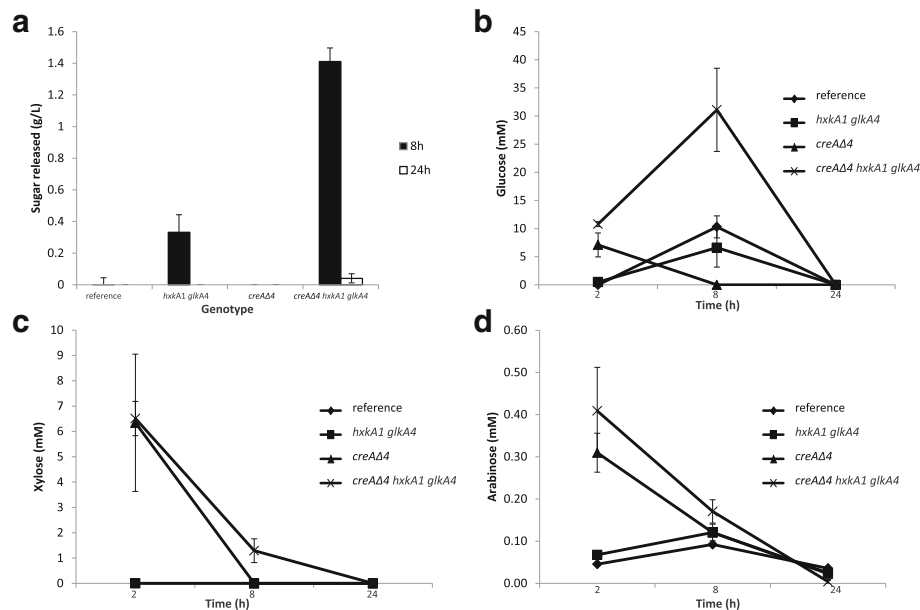 a
Sugar released (g/L)
1.6
1.4
1.2
1
0.8
0.6
0.4
0.2
0
reference
hxkA1 glkA4
creAΔ4
creAΔ4 hxkA1 glkA4
Genotype
8h
24h
b
Glucose (mM)
45
40
35
30
25
20
15
10
5
0
2
8
24
Time (h)
reference
hxkA1 glkA4
creAΔ4
creAΔ4 hxkA1 glkA4
c
Xylose (mM)
10
9
8
7
6
5
4
3
2
1
0
2
8
24
Time (h)
reference
hxkA1 glkA4
creAΔ4
creAΔ4 hxkA1 glkA4
d
Arabinose (mM)
0.60
0.50
0.40
0.30
0.20
0.10
0.00
2
8
24
Time (h)
reference
hxkA1 glkA4
creAΔ4
creAΔ4 hxkA1 glkA4